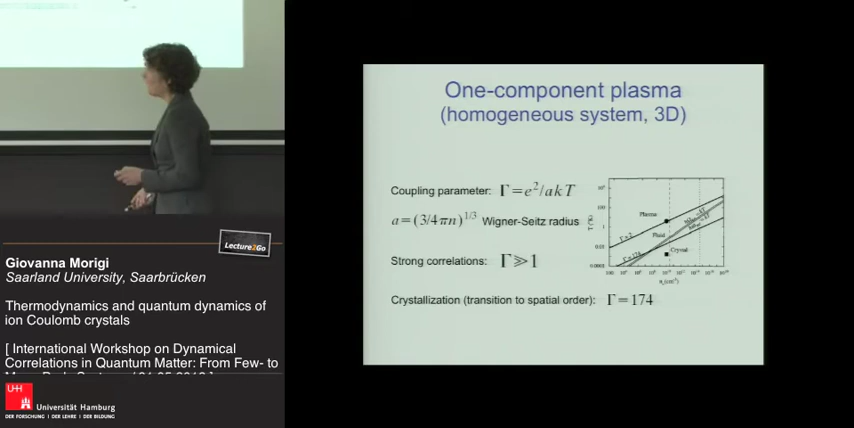 One-component plasma
(homogeneous system, 3D)
Coupling parameter: Γ=e²/akT
a=(3/4πn)^1/3 Wigner-Seitz radius
Strong correlations: Γ≫1
Crystallization (transition to spatial order): Γ=174
Plasma
Γ=2
Fluid
Γ=174
Crystal
Lecture2Go
Giovanna Morigi
Saarland University, Saarbrücken
Thermodynamics and quantum dynamics of
ion Coulomb crystals
[ International Workshop on Dynamical
Correlations in Quantum Matter: From Few- to
UH
Universität Hamburg
DER FORSCHUNG | DER LEHRE | DER BILDUNG